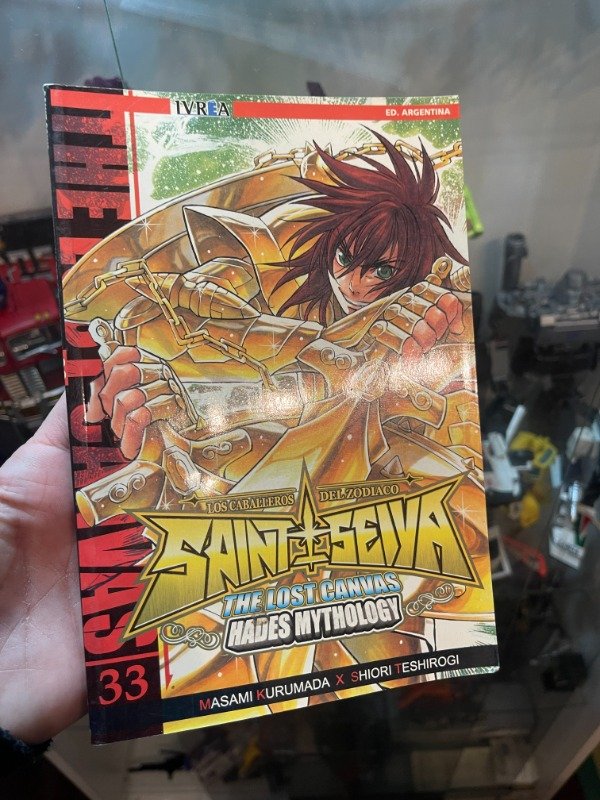 IVREA
ED. ARGENTINA
THE LOST CANVAS
LOS CABALLEROS DEL ZODIACO
SAINT SEIYA
THE LOST CANVAS
HADES MYTHOLOGY
33
MASAMI KURUMADA X SHIORI TESHIROGI